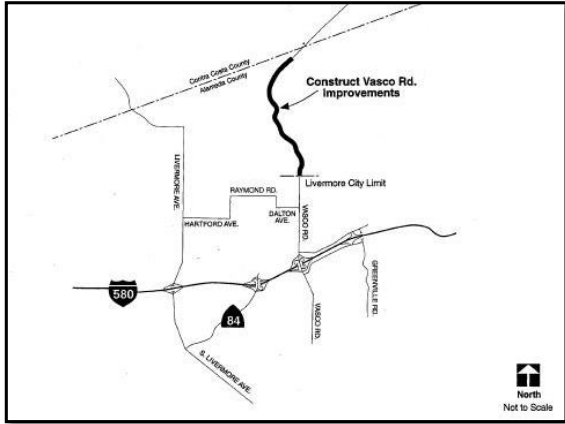 Contra Costa County
Alameda County
Construct Vasco Rd.
Improvements
Livermore City Limit
LIVERMORE AVE.
RAYMOND RD.
HARTFORD AVE.
DALTON
AVE.
VASCO RD.
580
84
VASCO RD.
GREENVILLE RD.
S. LIVERMORE AVE.
North
Not to Scale